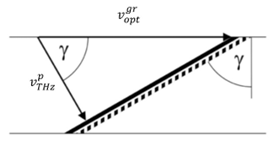 v_{opt}^{gr}
γ
γ
v_{THz}^{p}